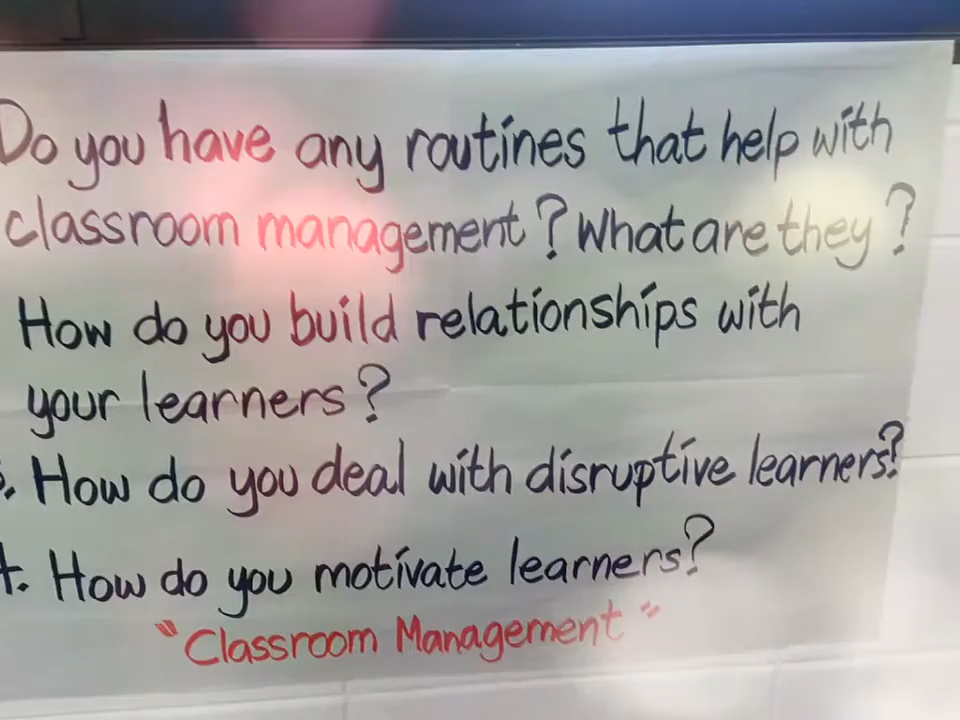 Do you have any routines that help with
classroom management? What are they?
How do you build relationships with
your learners?
3. How do you deal with disruptive learners?
4. How do you motivate learners?
"Classroom Management"